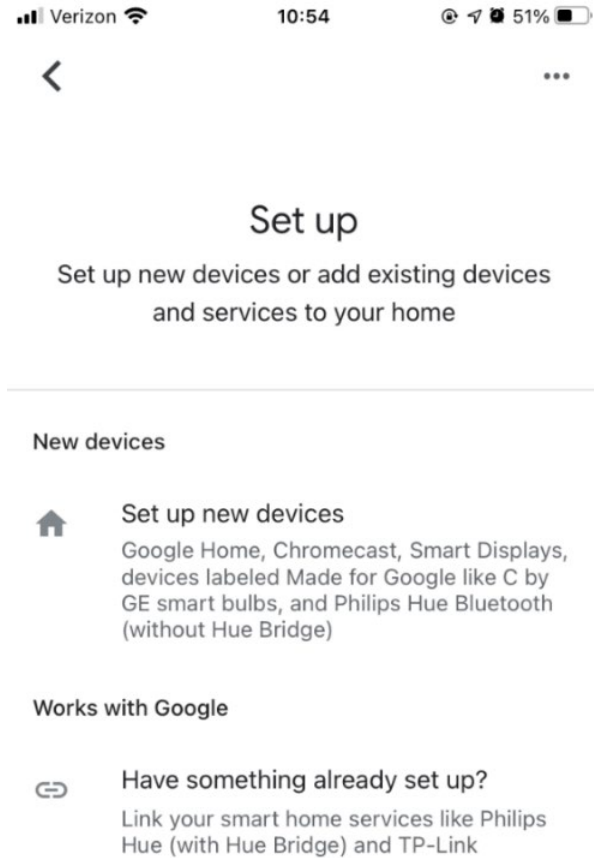 Verizon 10:54 51%
Set up
Set up new devices or add existing devices
and services to your home
New devices
Set up new devices
Google Home, Chromecast, Smart Displays,
devices labeled Made for Google like C by
GE smart bulbs, and Philips Hue Bluetooth
(without Hue Bridge)
Works with Google
Have something already set up?
Link your smart home services like Philips
Hue (with Hue Bridge) and TP-Link